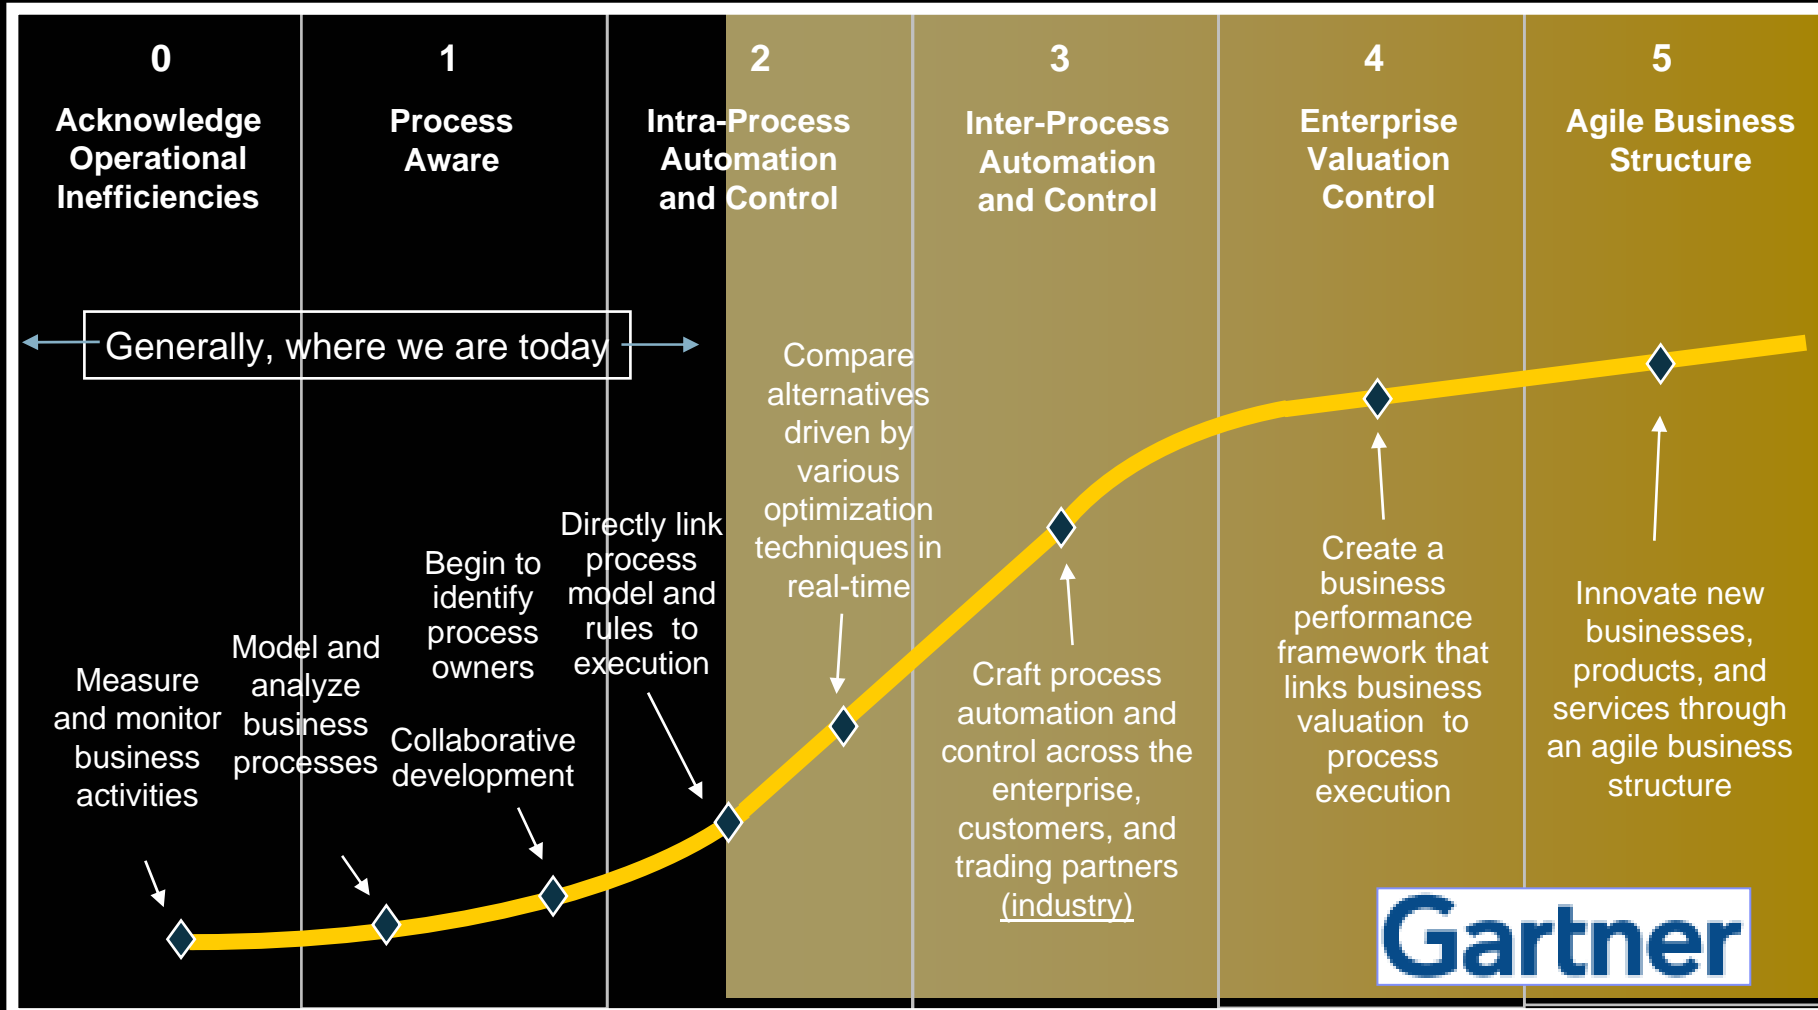 0
Acknowledge
Operational
Inefficiencies
1
Process
Aware
2
Intra-Process
Automation
and Control
3
Inter-Process
Automation
and Control
4
Enterprise
Valuation
Control
5
Agile Business
Structure
Generally, where we are today
Measure
and monitor
business
activities
Model and
analyze
business
processes
Begin to
identify
process
owners
Collaborative
development
Directly link
process
model and
rules  to
execution
Compare
alternatives
driven by
various
optimization
techniques in
real-time
Craft process
automation and
control across the
enterprise,
customers, and
trading partners
(industry)
Create a
business
performance
framework that
links business
valuation  to
process
execution
Innovate new
businesses,
products, and
services through
an agile business
structure
Gartner